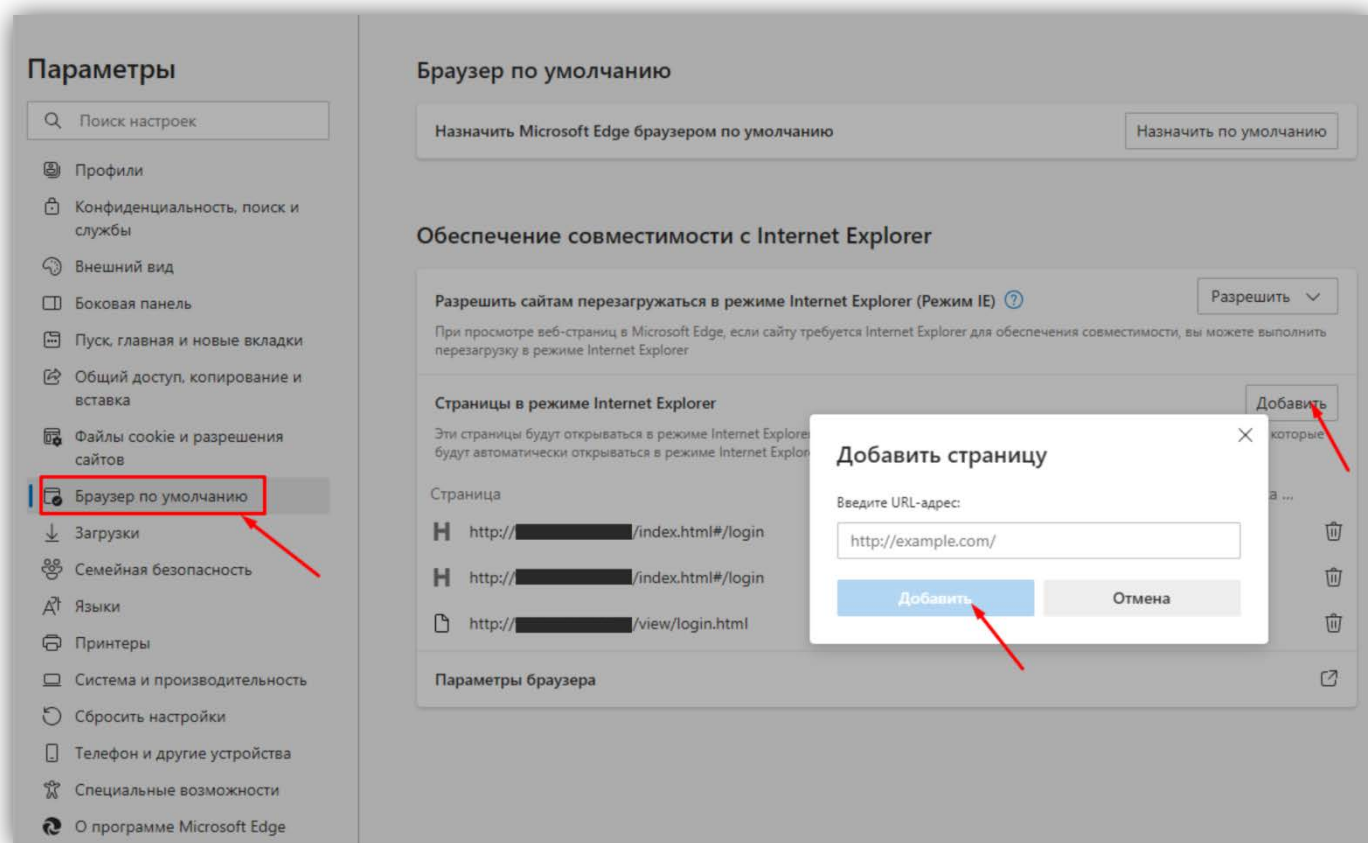 Параметры
Поиск настроек
Профили
Конфиденциальность, поиск и
службы
Внешний вид
Боковая панель
Пуск, главная и новые вкладки
Общий доступ, копирование и
вставка
Файлы cookie и разрешения
сайтов
Браузер по умолчанию
Загрузки
Семейная безопасность
Языки
Принтеры
Система и производительность
Сбросить настройки
Телефон и другие устройства
Специальные возможности
О программе Microsoft Edge
Браузер по умолчанию
Назначить Microsoft Edge браузером по умолчанию
Назначить по умолчанию
Обеспечение совместимости с Internet Explorer
Разрешить сайтам перезагружаться в режиме Internet Explorer (Режим IE)
Разрешить
При просмотре веб-страниц в Microsoft Edge, если сайту требуется Internet Explorer для обеспечения совместимости, вы можете выполнить
перезагрузку в режиме Internet Explorer
Страницы в режиме Internet Explorer
Добавить
Эти страницы будут открываться в режиме Internet которые
будут автоматически открываться в режиме Internet
Страница
http:// /index.html#/login
http:// /index.html#/login
http:// /view/login.html
Параметры браузера
Добавить страницу
Введите URL-адрес:
http://example.com/
Добавить
Отмена